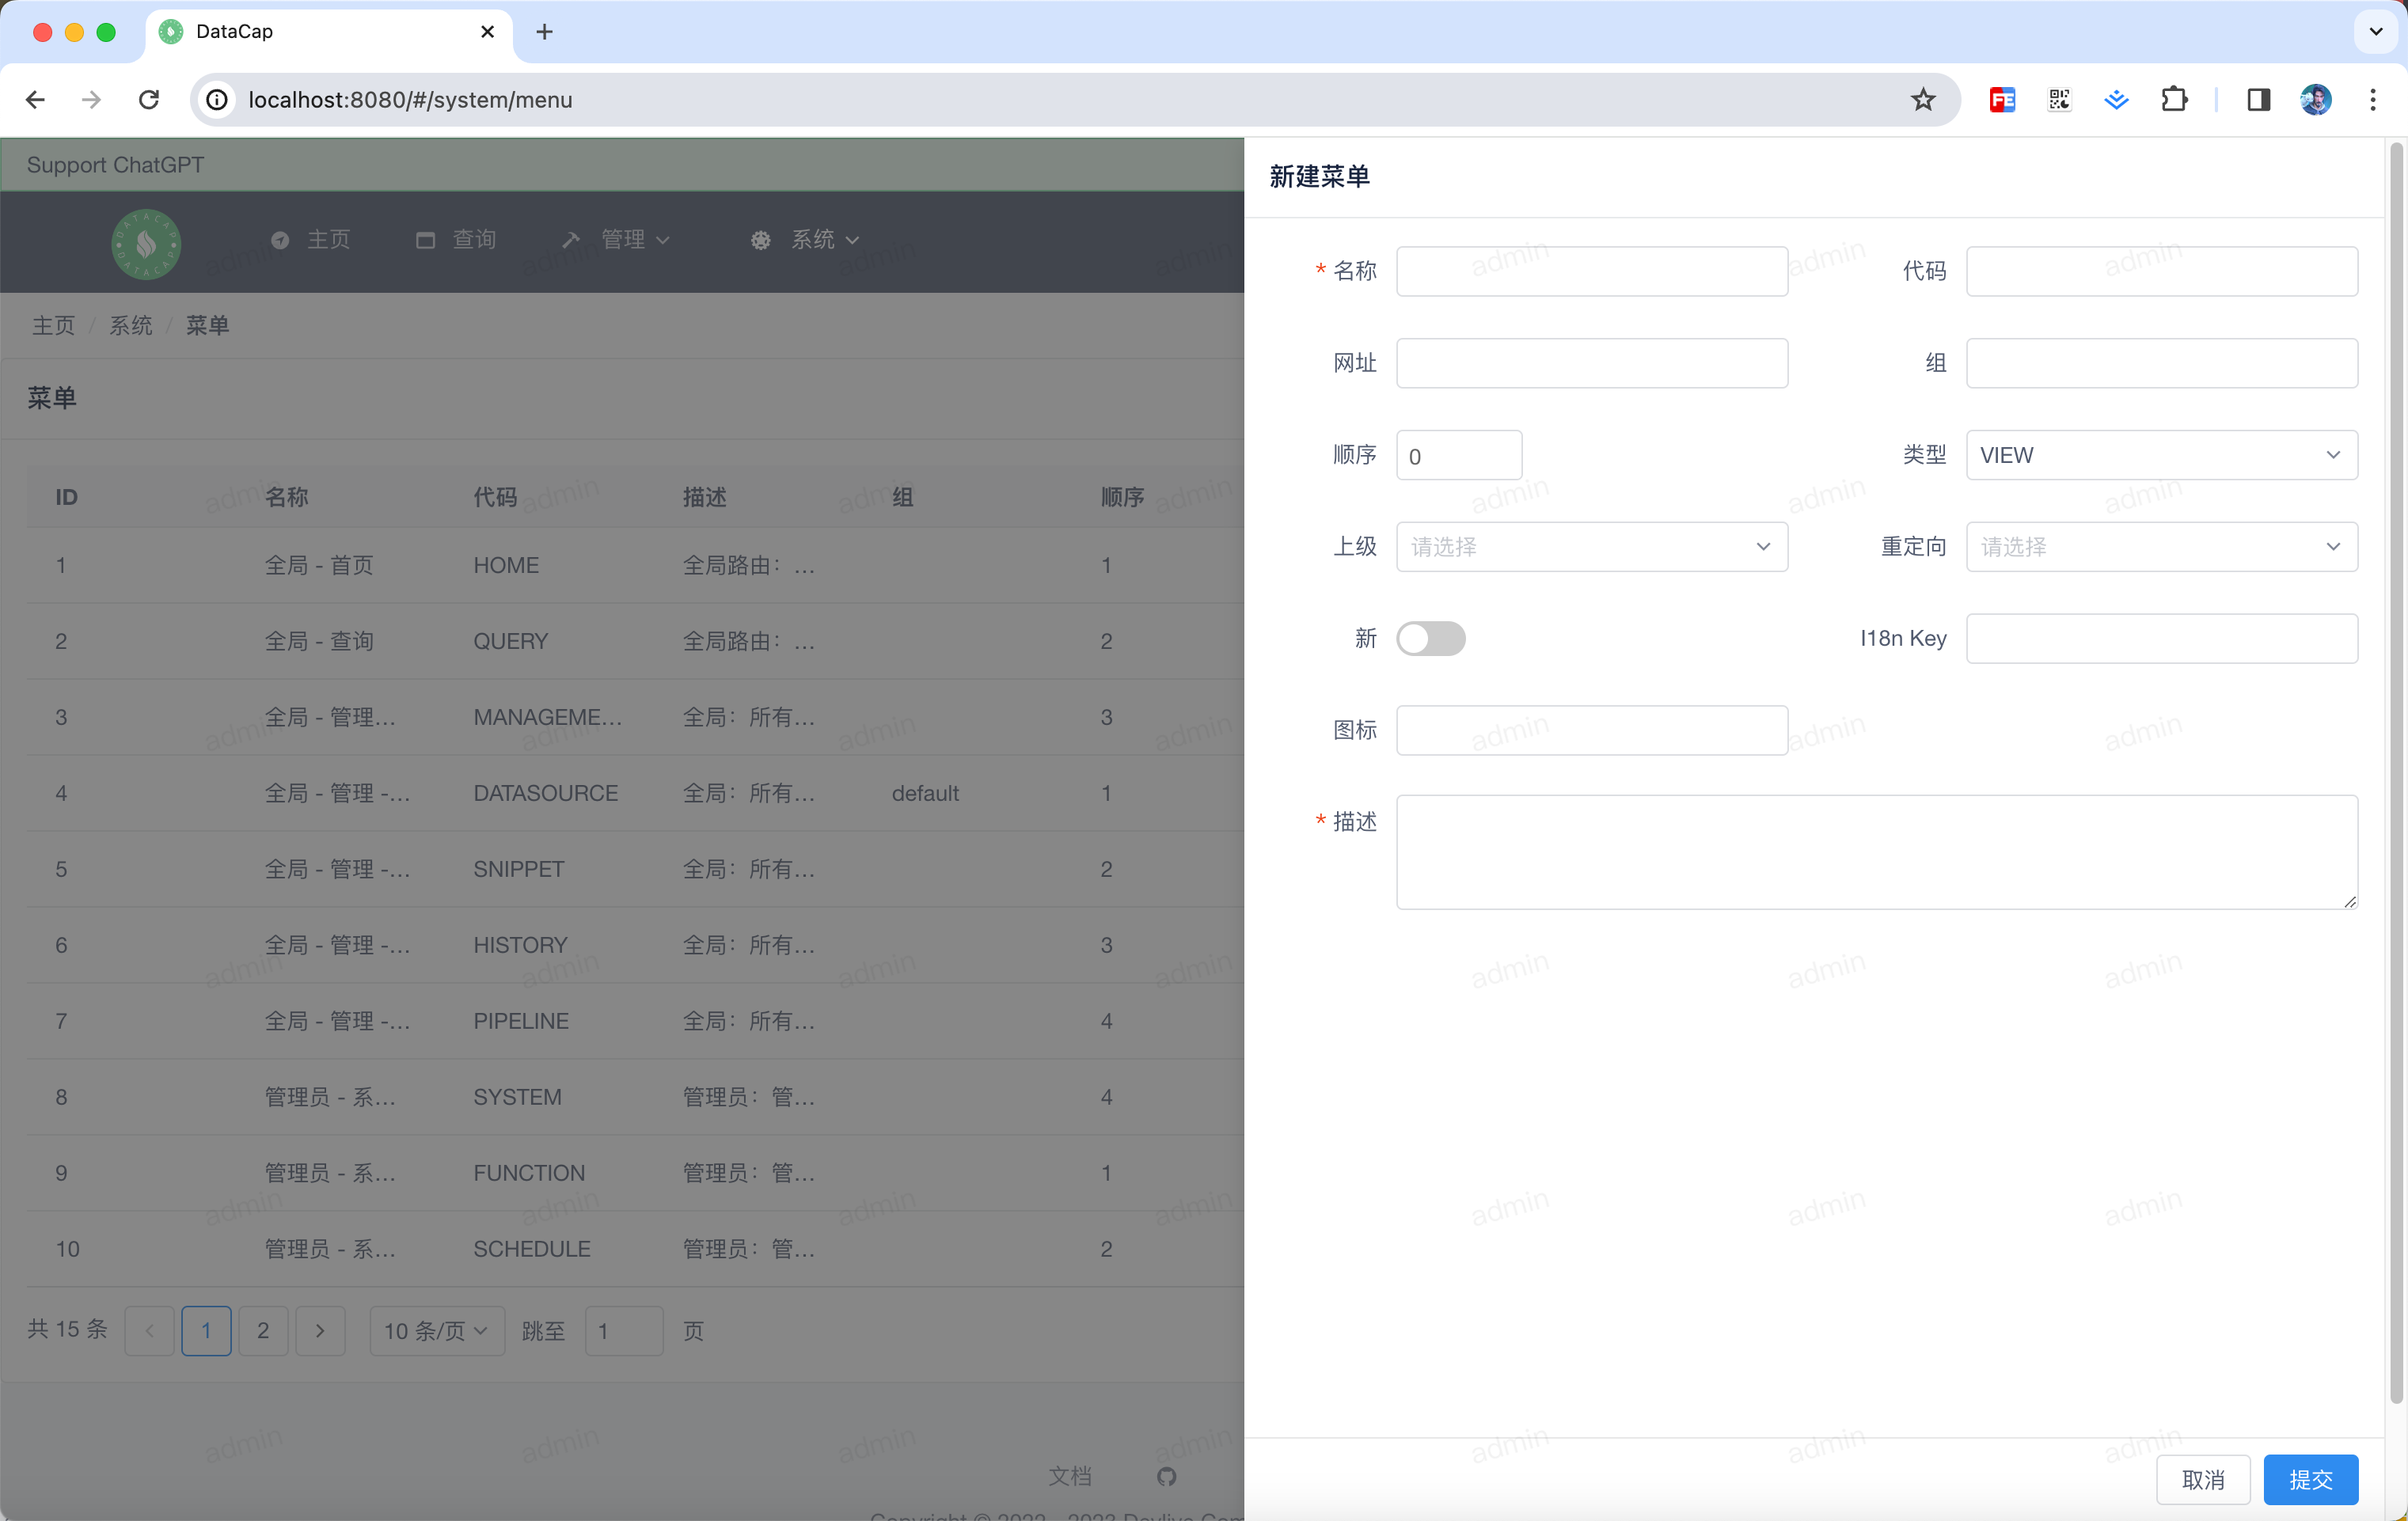 DataCap
localhost:8080/#/system/menu
Support ChatGPT
DATACAP DATACAP
主页 查询 管理 系统
主页 / 系统 / 菜单
菜单
ID 名称 代码 描述 组 顺序
1 全局 - 首页 HOME 全局路由：... 1
2 全局 - 查询 QUERY 全局路由：... 2
3 全局 - 管理... MANAGEME... 全局：所有... 3
4 全局 - 管理 -... DATASOURCE 全局：所有... default 1
5 全局 - 管理 -... SNIPPET 全局：所有... 2
6 全局 - 管理 -... HISTORY 全局：所有... 3
7 全局 - 管理 -... PIPELINE 全局：所有... 4
8 管理员 - 系... SYSTEM 管理员：管... 4
9 管理员 - 系... FUNCTION 管理员：管... 1
10 管理员 - 系... SCHEDULE 管理员：管... 2
共 15 条 1 2 10 条/页 跳至 1 页
文档
Copyright © 2022 - 2023 Devlive Com
新建菜单
* 名称 代码
网址 组
顺序 0 类型 VIEW
上级 请选择 重定向 请选择
新 I18n Key
图标
* 描述
取消 提交
admin